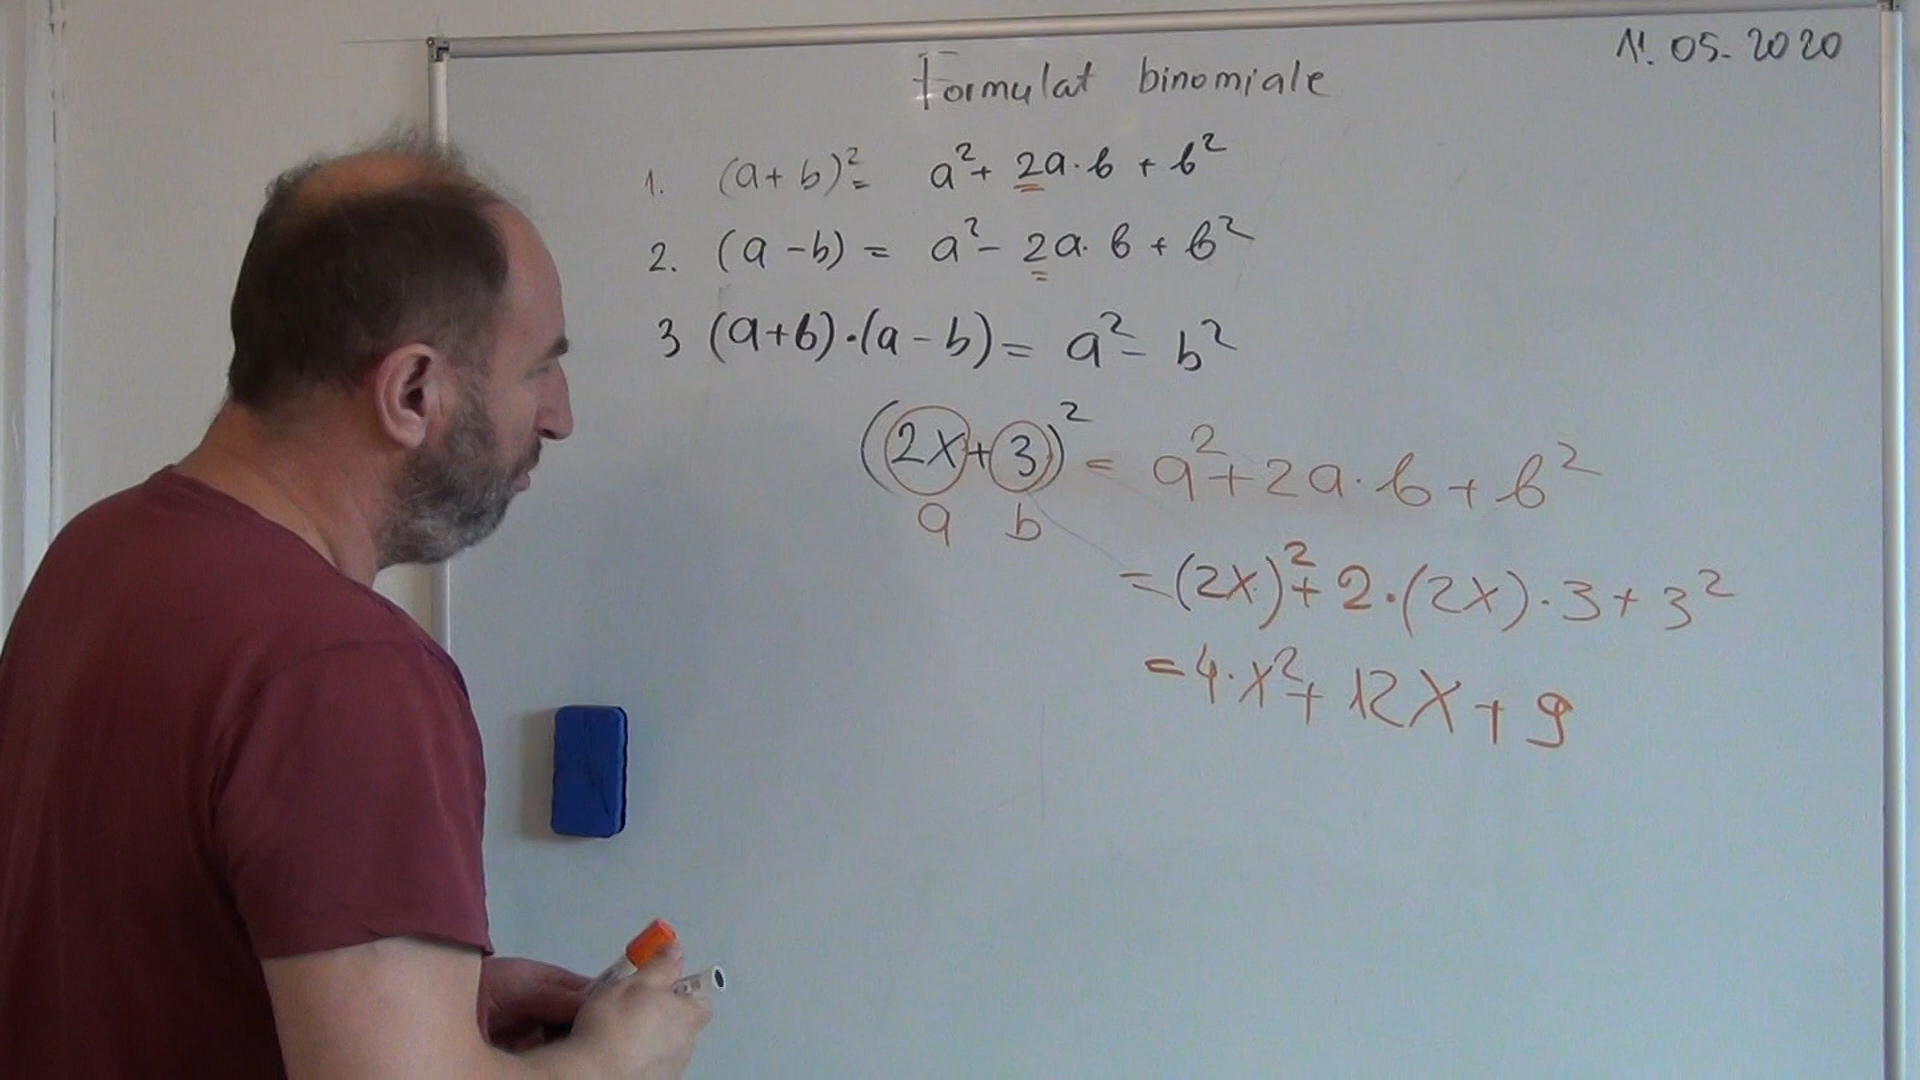 11.05.2020
Formulat binomiale
1. (a+b)²= a²+ 2a·b + b²
2. (a-b) = a²- 2a·b + b²
3 (a+b)·(a-b)= a²- b²
(2x+3)² = a²+2a·b+b²
a b
=(2x)²+2·(2x)·3+3²
=4·x²+12x+9